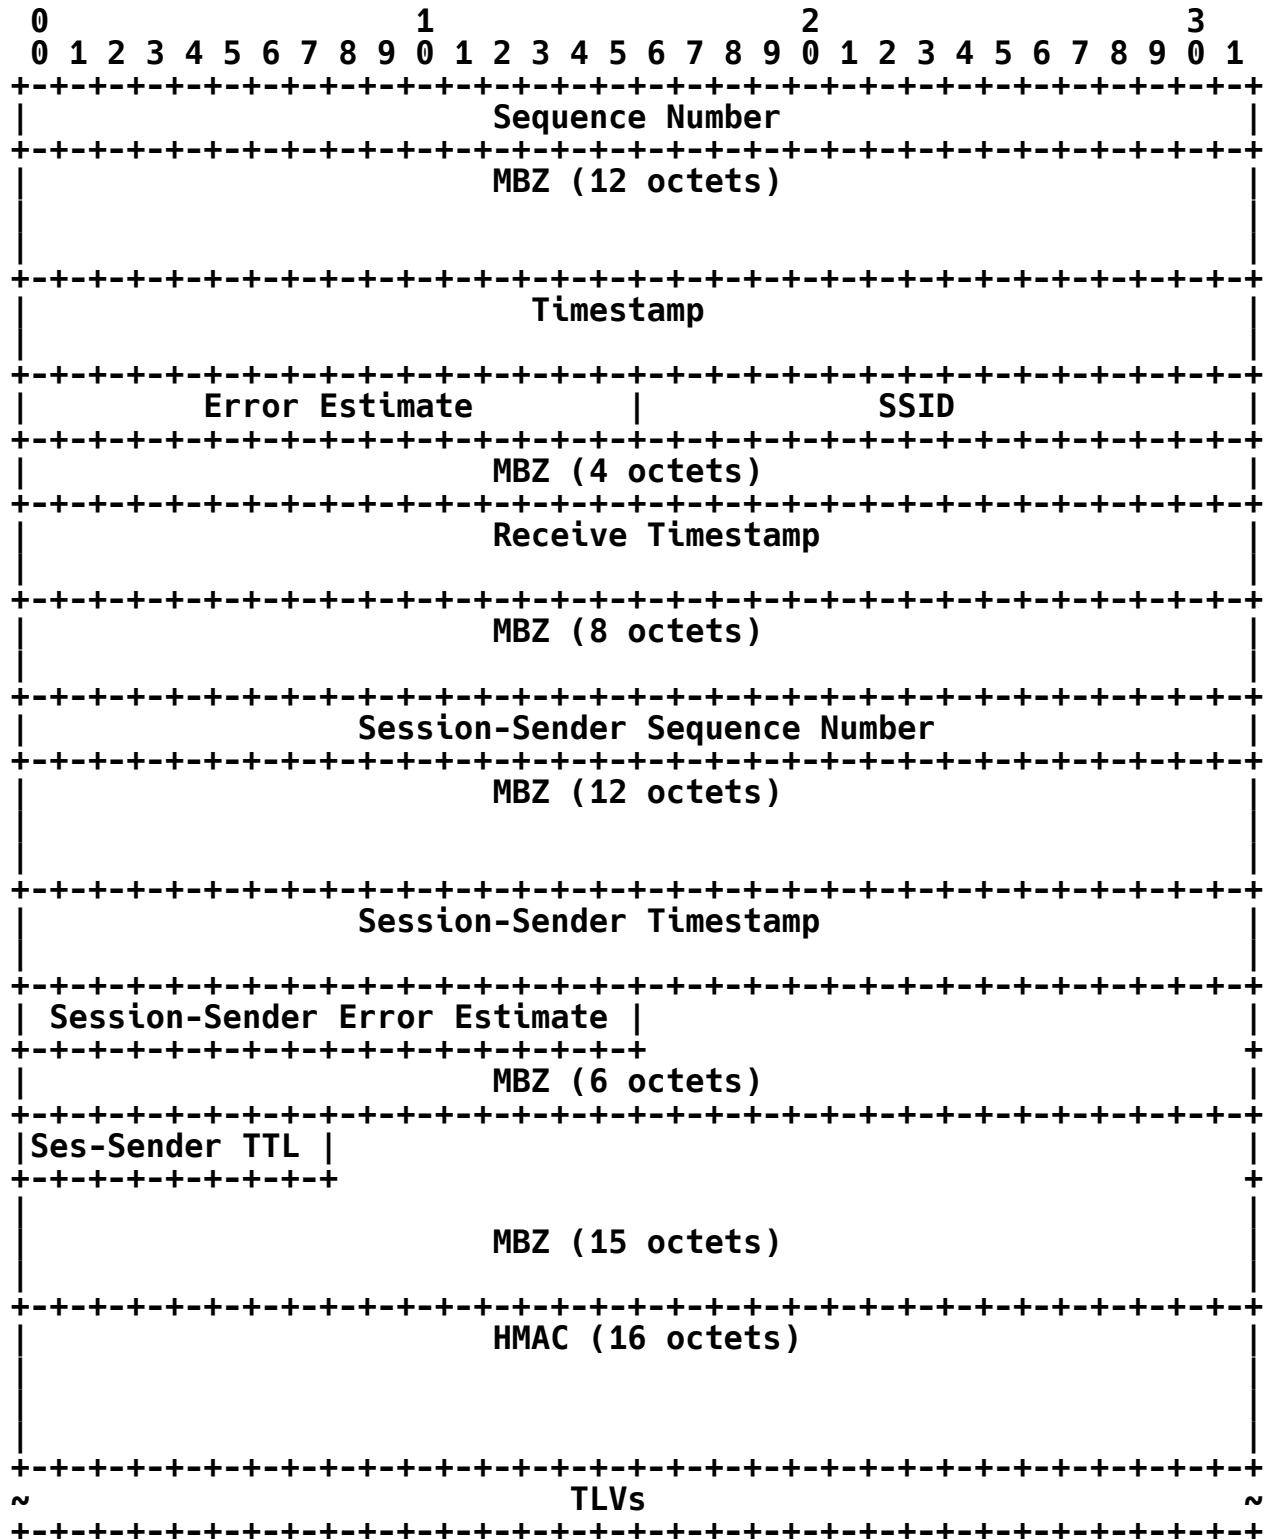 0                   1                   2                   3
 0 1 2 3 4 5 6 7 8 9 0 1 2 3 4 5 6 7 8 9 0 1 2 3 4 5 6 7 8 9 0 1
+-+-+-+-+-+-+-+-+-+-+-+-+-+-+-+-+-+-+-+-+-+-+-+-+-+-+-+-+-+-+-+-+
|                        Sequence Number                        |
+-+-+-+-+-+-+-+-+-+-+-+-+-+-+-+-+-+-+-+-+-+-+-+-+-+-+-+-+-+-+-+-+
|                        MBZ (12 octets)                        |
|                                                               |
|                                                               |
+-+-+-+-+-+-+-+-+-+-+-+-+-+-+-+-+-+-+-+-+-+-+-+-+-+-+-+-+-+-+-+-+
|                          Timestamp                            |
|                                                               |
+-+-+-+-+-+-+-+-+-+-+-+-+-+-+-+-+-+-+-+-+-+-+-+-+-+-+-+-+-+-+-+-+
|         Error Estimate        |            SSID               |
+-+-+-+-+-+-+-+-+-+-+-+-+-+-+-+-+-+-+-+-+-+-+-+-+-+-+-+-+-+-+-+-+
|                        MBZ (4 octets)                         |
+-+-+-+-+-+-+-+-+-+-+-+-+-+-+-+-+-+-+-+-+-+-+-+-+-+-+-+-+-+-+-+-+
|                        Receive Timestamp                      |
|                                                               |
+-+-+-+-+-+-+-+-+-+-+-+-+-+-+-+-+-+-+-+-+-+-+-+-+-+-+-+-+-+-+-+-+
|                        MBZ (8 octets)                         |
|                                                               |
+-+-+-+-+-+-+-+-+-+-+-+-+-+-+-+-+-+-+-+-+-+-+-+-+-+-+-+-+-+-+-+-+
|                 Session-Sender Sequence Number                |
+-+-+-+-+-+-+-+-+-+-+-+-+-+-+-+-+-+-+-+-+-+-+-+-+-+-+-+-+-+-+-+-+
|                        MBZ (12 octets)                        |
|                                                               |
|                                                               |
+-+-+-+-+-+-+-+-+-+-+-+-+-+-+-+-+-+-+-+-+-+-+-+-+-+-+-+-+-+-+-+-+
|                 Session-Sender Timestamp                      |
|                                                               |
+-+-+-+-+-+-+-+-+-+-+-+-+-+-+-+-+-+-+-+-+-+-+-+-+-+-+-+-+-+-+-+-+
| Session-Sender Error Estimate |                               |
+-+-+-+-+-+-+-+-+-+-+-+-+-+-+-+-+                               +
|                        MBZ (6 octets)                         |
+-+-+-+-+-+-+-+-+-+-+-+-+-+-+-+-+-+-+-+-+-+-+-+-+-+-+-+-+-+-+-+-+
|Ses-Sender TTL |                                               |
+-+-+-+-+-+-+-+-+                                               +
|                                                               |
|                        MBZ (15 octets)                        |
|                                                               |
+-+-+-+-+-+-+-+-+-+-+-+-+-+-+-+-+-+-+-+-+-+-+-+-+-+-+-+-+-+-+-+-+
|                        HMAC (16 octets)                       |
|                                                               |
|                                                               |
|                                                               |
+-+-+-+-+-+-+-+-+-+-+-+-+-+-+-+-+-+-+-+-+-+-+-+-+-+-+-+-+-+-+-+-+
~                            TLVs                               ~
+-+-+-+-+-+-+-+-+-+-+-+-+-+-+-+-+-+-+-+-+-+-+-+-+-+-+-+-+-+-+-+-+